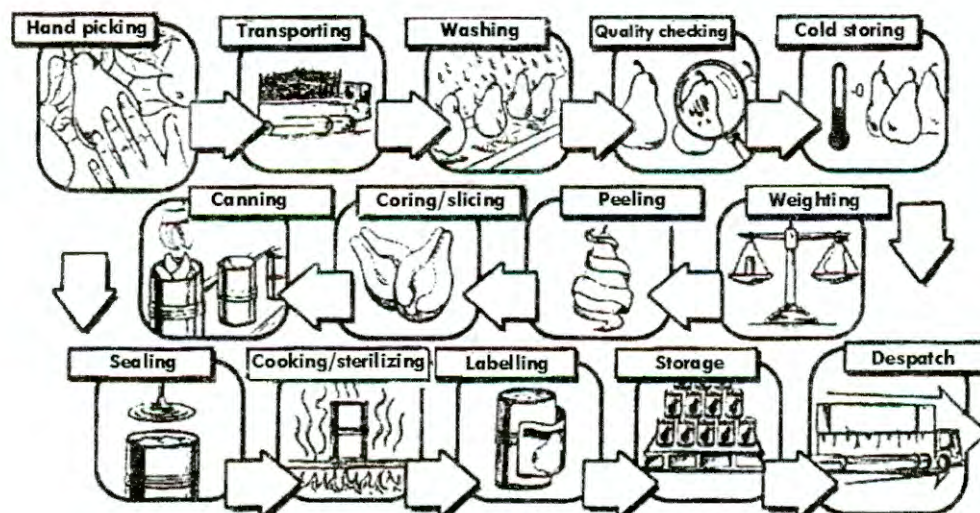 Hand picking
Transporting
Washing
Quality checking
Cold storing
Canning
Coring/slicing
Peeling
Weighting
Sealing
Cooking/sterilizing
Labelling
Storage
Despatch